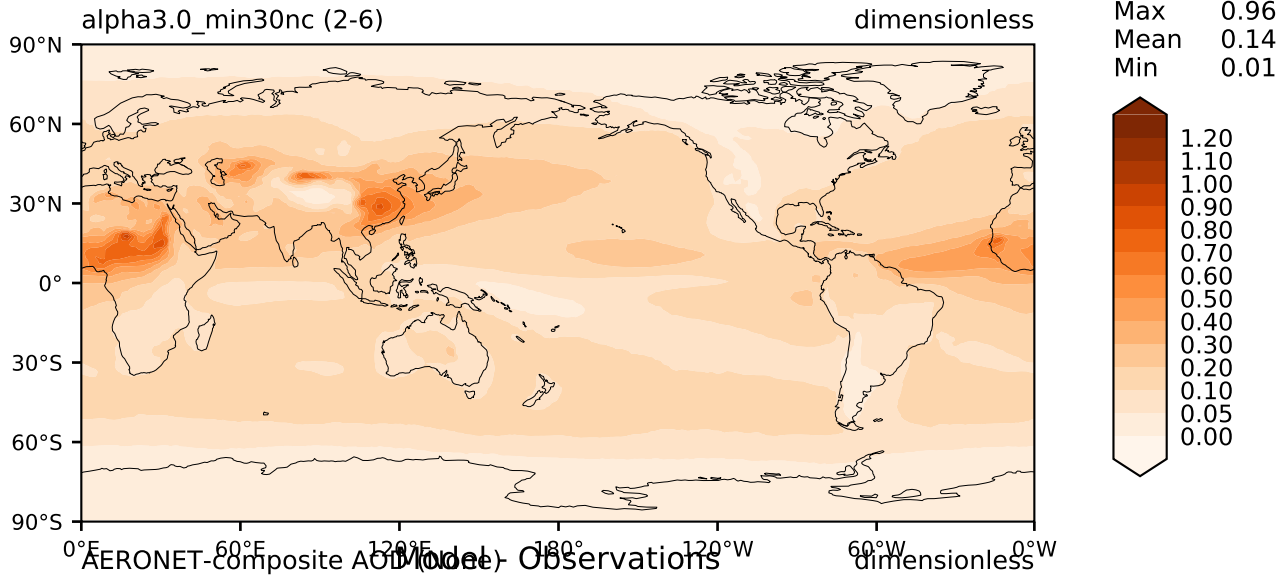 alpha3.0_min30nc (2-6) dimensionless
Max 0.96
Mean 0.14
Min 0.01
90°N
60°N
30°N
0°
30°S
60°S
90°S
1.20
1.10
1.00
0.90
0.80
0.70
0.60
0.50
0.40
0.30
0.20
0.10
0.05
0.00
0°E 60°E 120°E 180° 120°W 60°W 0°W
AERONET-composite AOD (None) dimensionless
Model - Observations